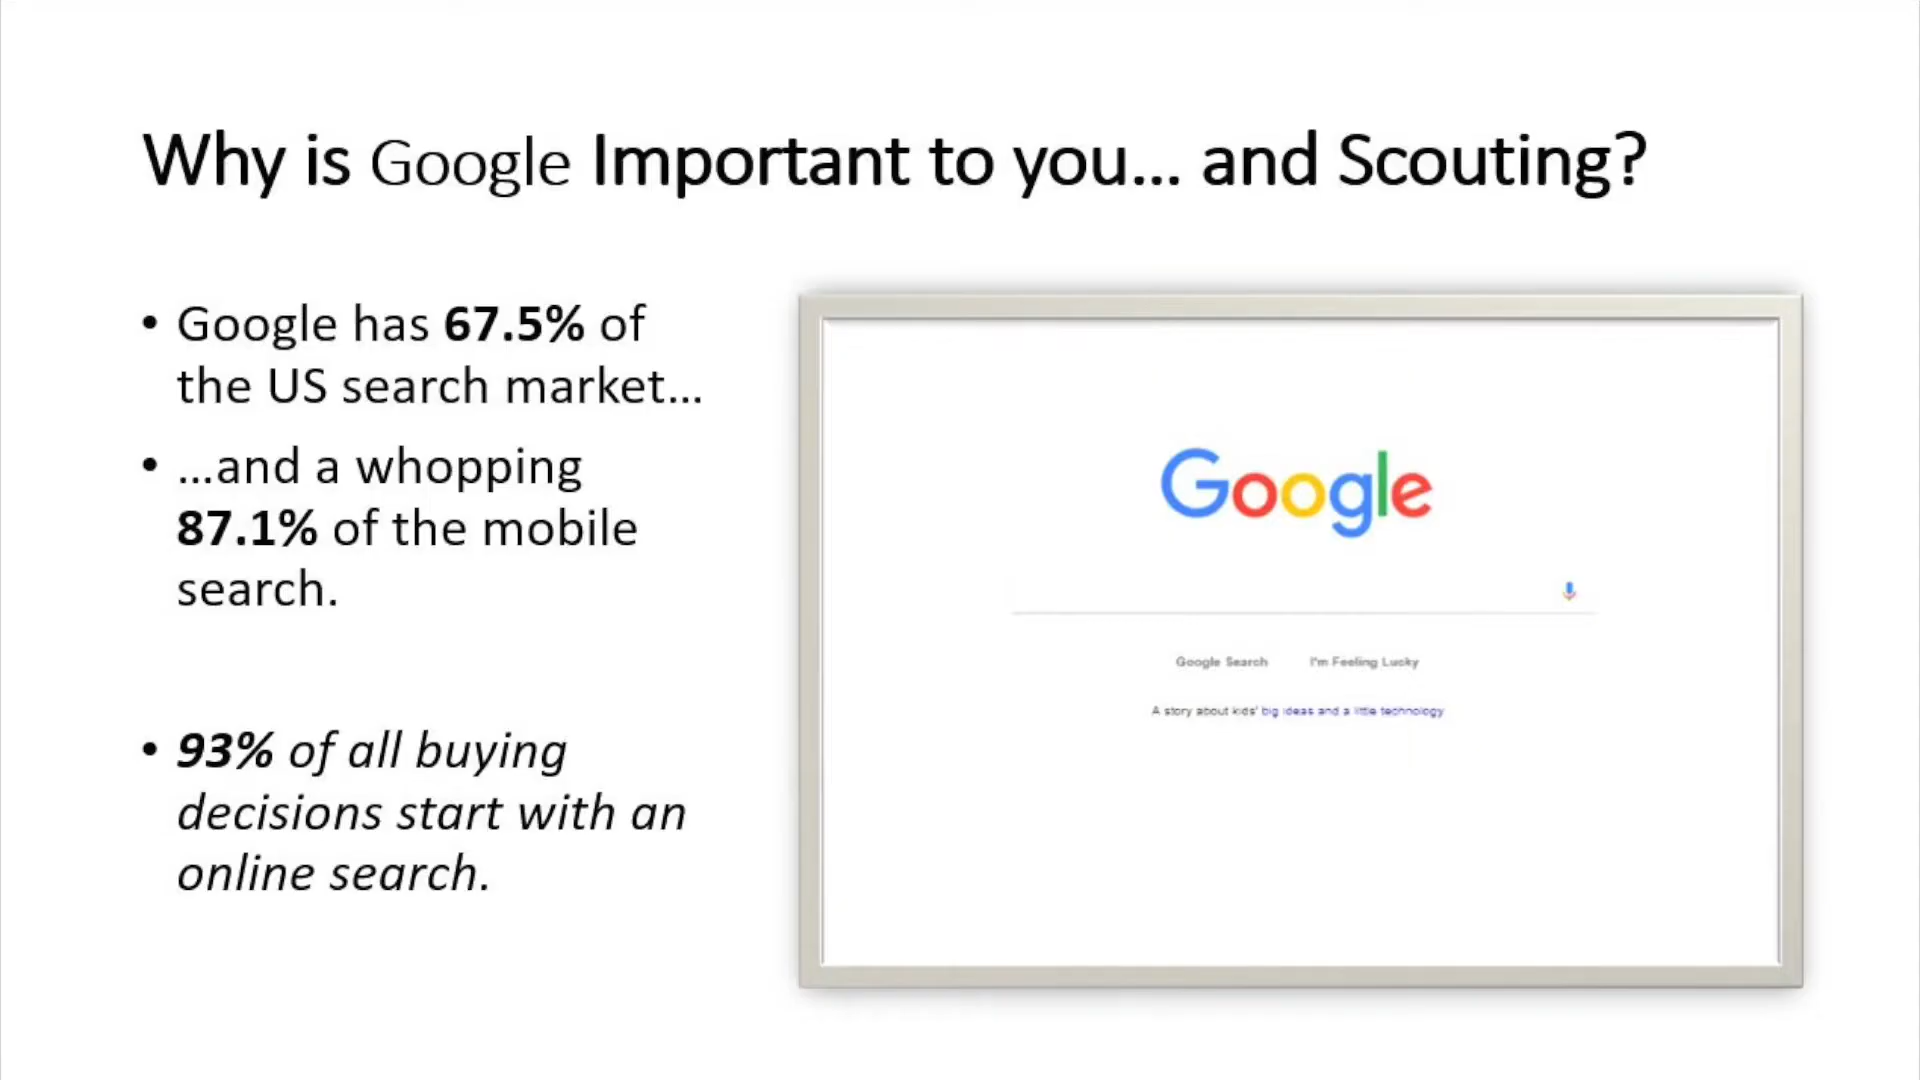 Why is Google Important to you... and Scouting?
• Google has 67.5% of
the US search market...
• ...and a whopping
87.1% of the mobile
search.
• 93% of all buying
decisions start with an
online search.
Google
Google Search I'm Feeling Lucky
A story about kids' big ideas and a little technology